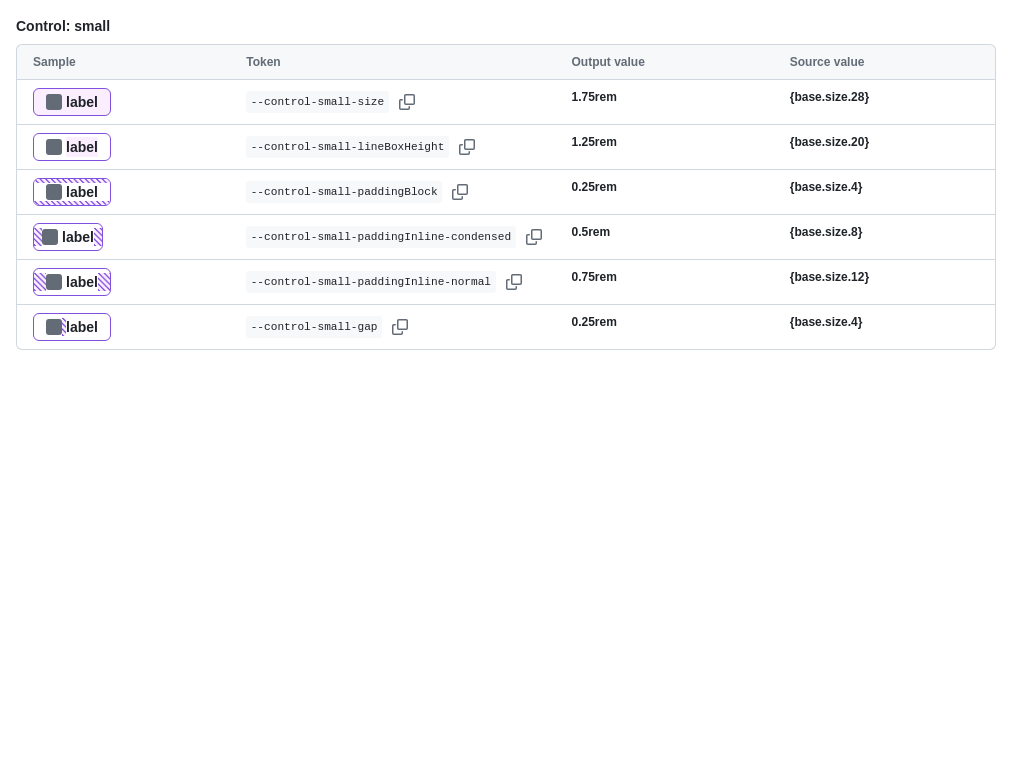 Control: small
Sample Token Output value Source value
label --control-small-size 1.75rem {base.size.28}
label --control-small-lineBoxHeight 1.25rem {base.size.20}
label --control-small-paddingBlock 0.25rem {base.size.4}
label --control-small-paddingInline-condensed 0.5rem {base.size.8}
label --control-small-paddingInline-normal 0.75rem {base.size.12}
label --control-small-gap 0.25rem {base.size.4}